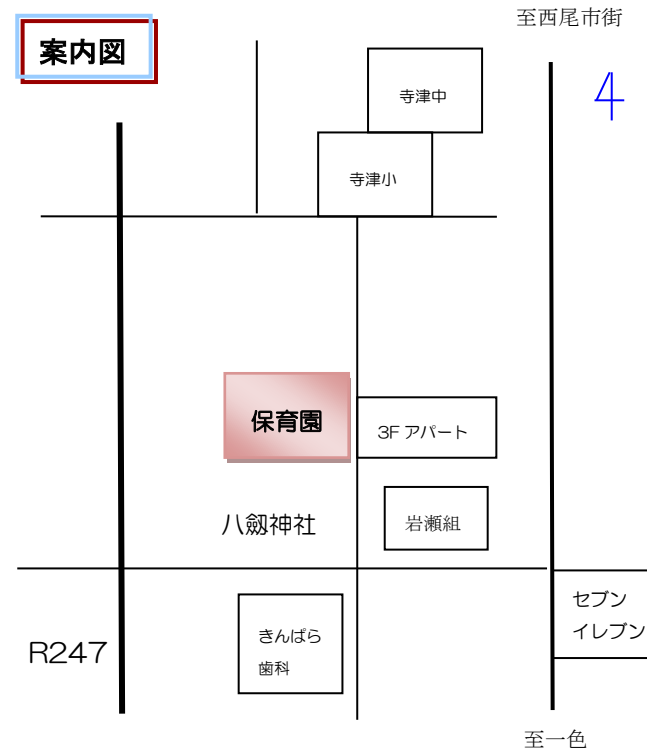 至西尾市街
案内図
4
寺津中
寺津小
保育園
3F アパート
八剱神社
岩瀬組
セブン
イレブン
きんぱら
歯科
R247
至一色